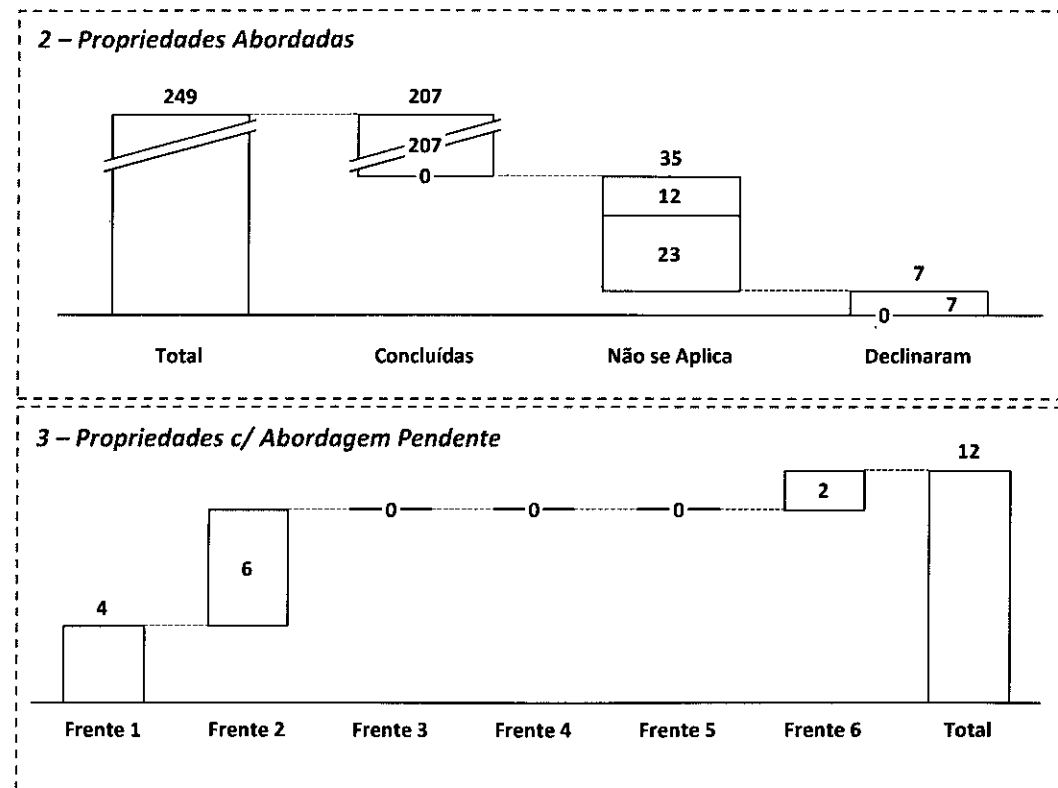 2 – Propriedades Abordadas
249 207
207 35
0 12
23
7
0 7
Total Concluídas Não se Aplica Declinaram
3 – Propriedades c/ Abordagem Pendente
12
0 0 0 2
6
4
Frente 1 Frente 2 Frente 3 Frente 4 Frente 5 Frente 6 Total